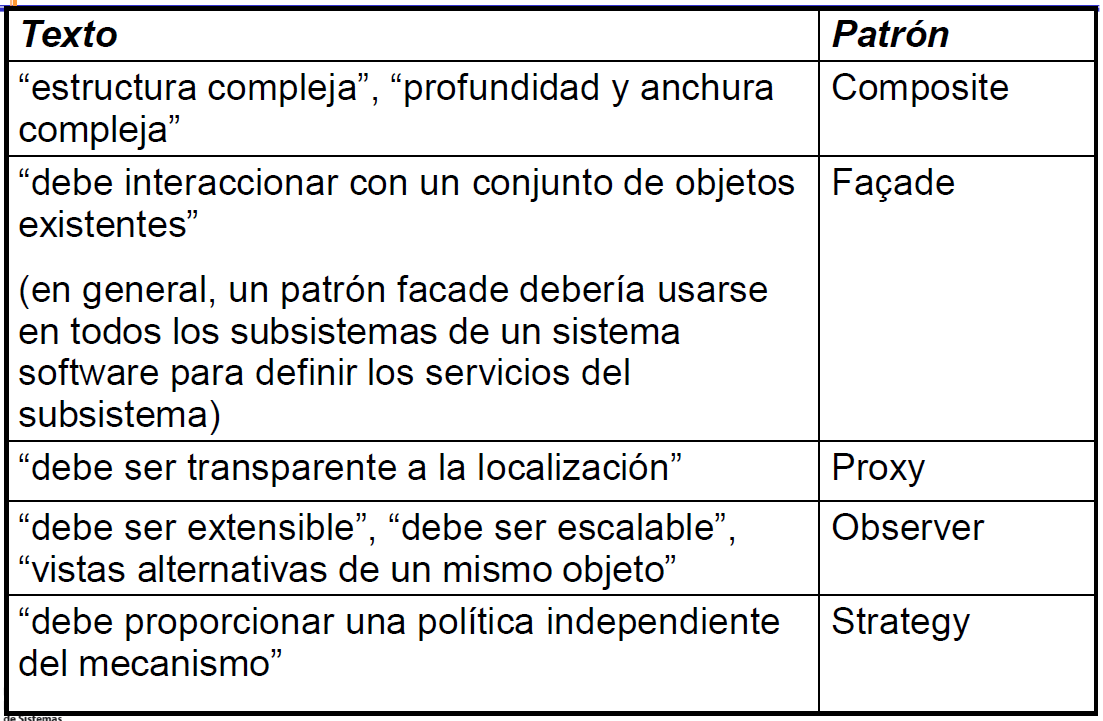 Texto Patrón
“estructura compleja”, “profundidad y anchura Composite
compleja”
“debe interaccionar con un conjunto de objetos Façade
existentes”
(en general, un patrón facade debería usarse
en todos los subsistemas de un sistema
software para definir los servicios del
subsistema)
“debe ser transparente a la localización” Proxy
“debe ser extensible”, “debe ser escalable”, Observer
“vistas alternativas de un mismo objeto”
“debe proporcionar una política independiente Strategy
del mecanismo”
de Sistemas